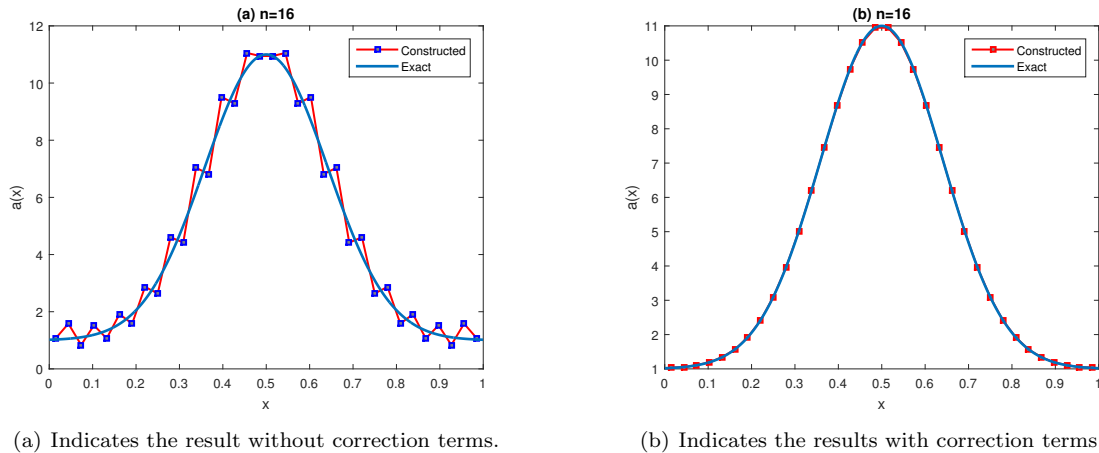 (a) n=16
12
10
8
6
4
2
0
a(x)
0 0.1 0.2 0.3 0.4 0.5 0.6 0.7 0.8 0.9 1
x
Constructed
Exact
(b) n=16
11
10
9
8
7
6
5
4
3
2
1
a(x)
0 0.1 0.2 0.3 0.4 0.5 0.6 0.7 0.8 0.9 1
x
Constructed
Exact
(a) Indicates the result without correction terms.
(b) Indicates the results with correction terms